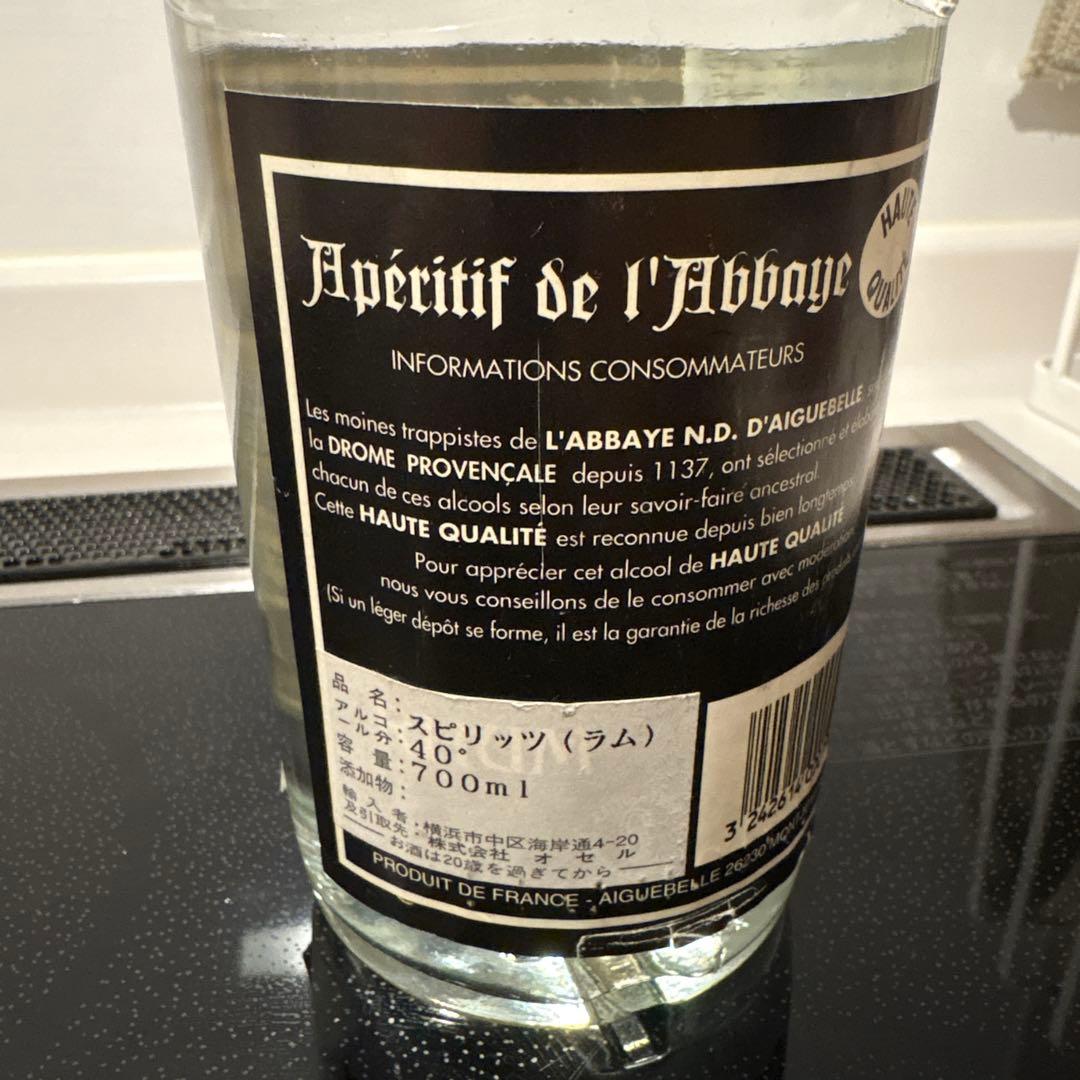 HAUTE
QUALITÉ
Apéritif de l'Abbaye
INFORMATIONS CONSOMMATEURS
Les moines trappistes de L'ABBAYE N.D. D'AIGUEBELLE
la DROME PROVENÇALE depuis 1137, ont sélectionné et
chacun de ces alcools selon leur savoir-faire ancestral.
Cette HAUTE QUALITÉ est reconnue depuis bien longtemps.
Pour apprécier cet alcool de HAUTE QUALITÉ
nous vous conseillons de le consommer avec modération
(Si un léger dépôt se forme, il est la garantie de la richesse des produits
品名:スピリッツ(ラム)
アルコール分:40°
容量:700ml
添加物:
輸入者:横浜市中区海岸通4-20
及引取先:株式会社 オセル
お酒は20歳を過ぎてから
PRODUIT DE FRANCE - AIGUEBELLE 26230